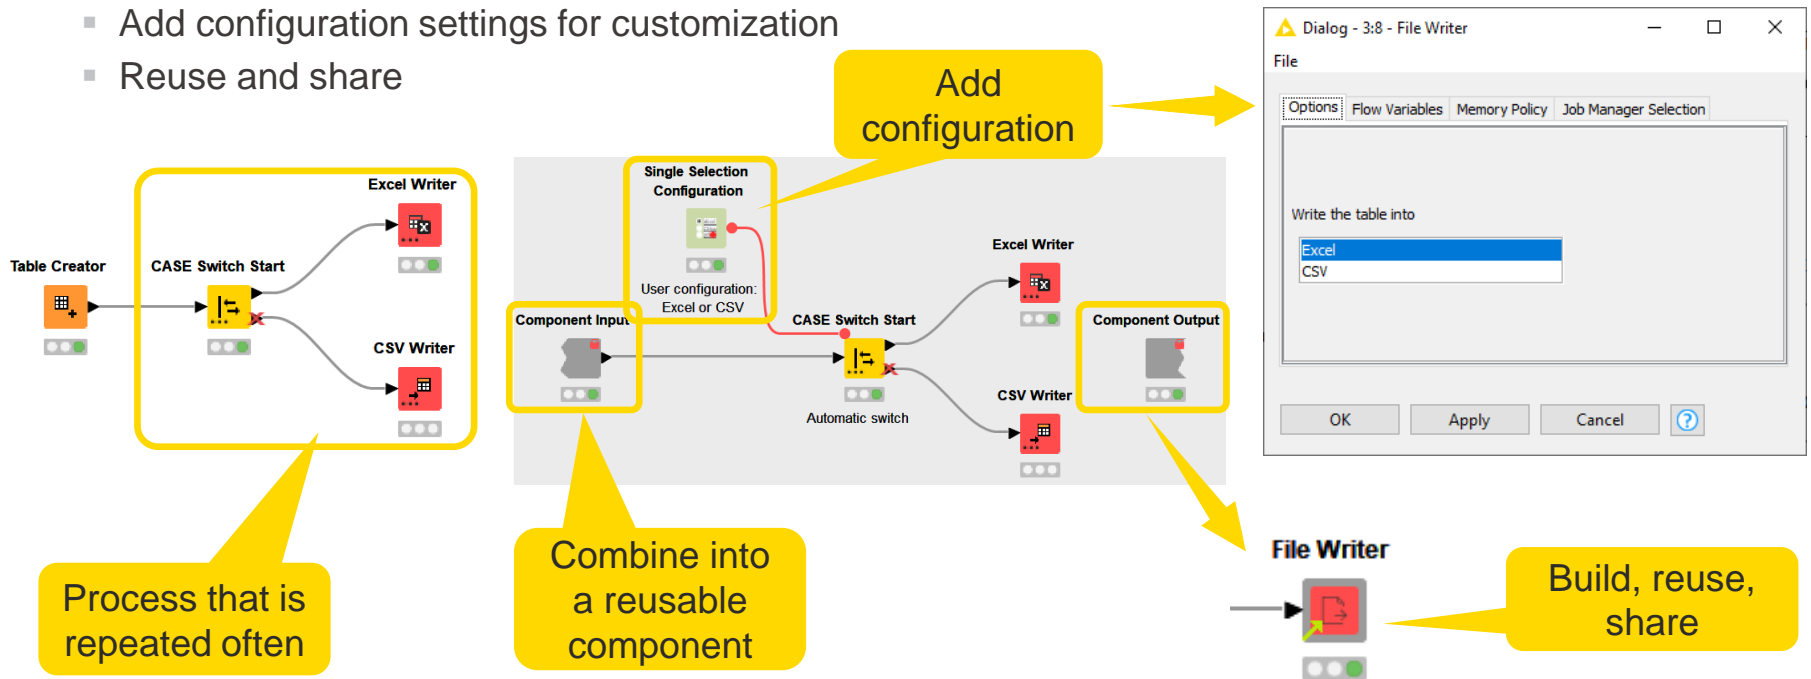 Add configuration settings for customization
Reuse and share
Add
configuration
Dialog - 3:8 - File Writer
File
Options Flow Variables Memory Policy Job Manager Selection
Write the table into
Excel
CSV
OK Apply Cancel ?
Table Creator
CASE Switch Start
Excel Writer
CSV Writer
Single Selection
Configuration
User configuration:
Excel or CSV
Component Input
CASE Switch Start
Automatic switch
Excel Writer
CSV Writer
Component Output
Process that is
repeated often
Combine into
a reusable
component
File Writer
Build, reuse,
share